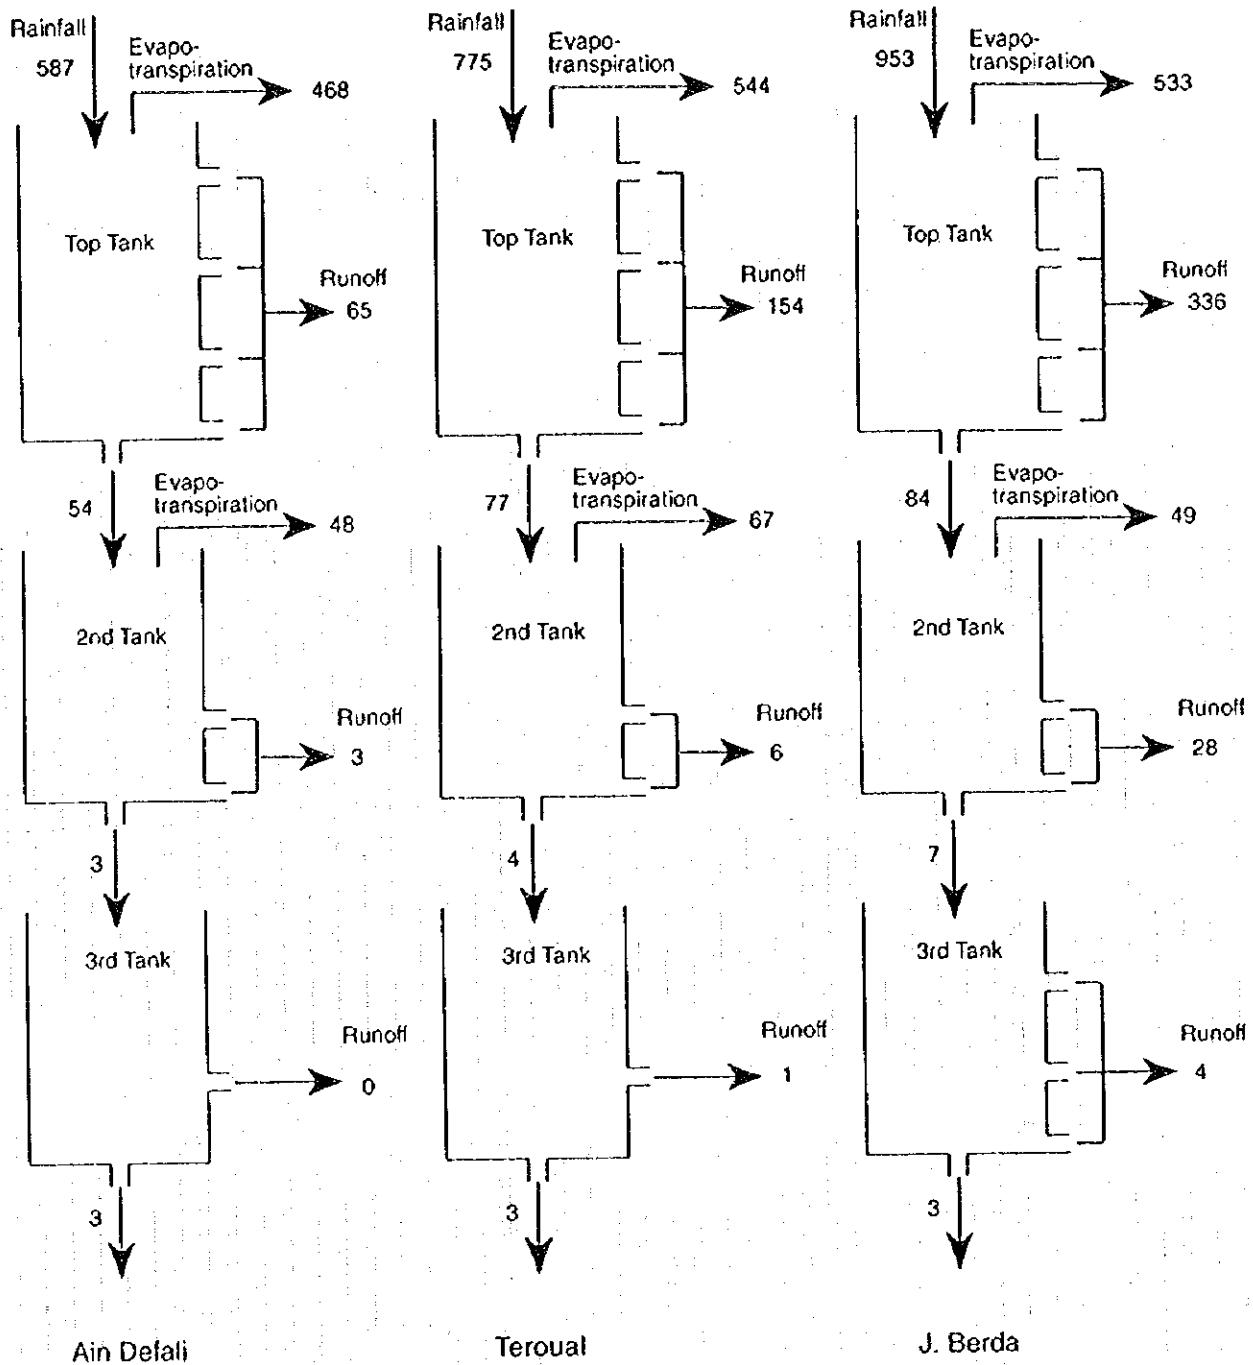 Rainfall
587
Evapo-
transpiration
468
Top Tank
Runoff
65
54
Evapo-
transpiration
48
2nd Tank
Runoff
3
3
3rd Tank
Runoff
0
3
Ain Defali
Rainfall
775
Evapo-
transpiration
544
Top Tank
Runoff
154
77
Evapo-
transpiration
67
2nd Tank
Runoff
6
4
3rd Tank
Runoff
1
3
Teroual
Rainfall
953
Evapo-
transpiration
533
Top Tank
Runoff
336
84
Evapo-
transpiration
49
2nd Tank
Runoff
28
7
3rd Tank
Runoff
4
3
J. Berda